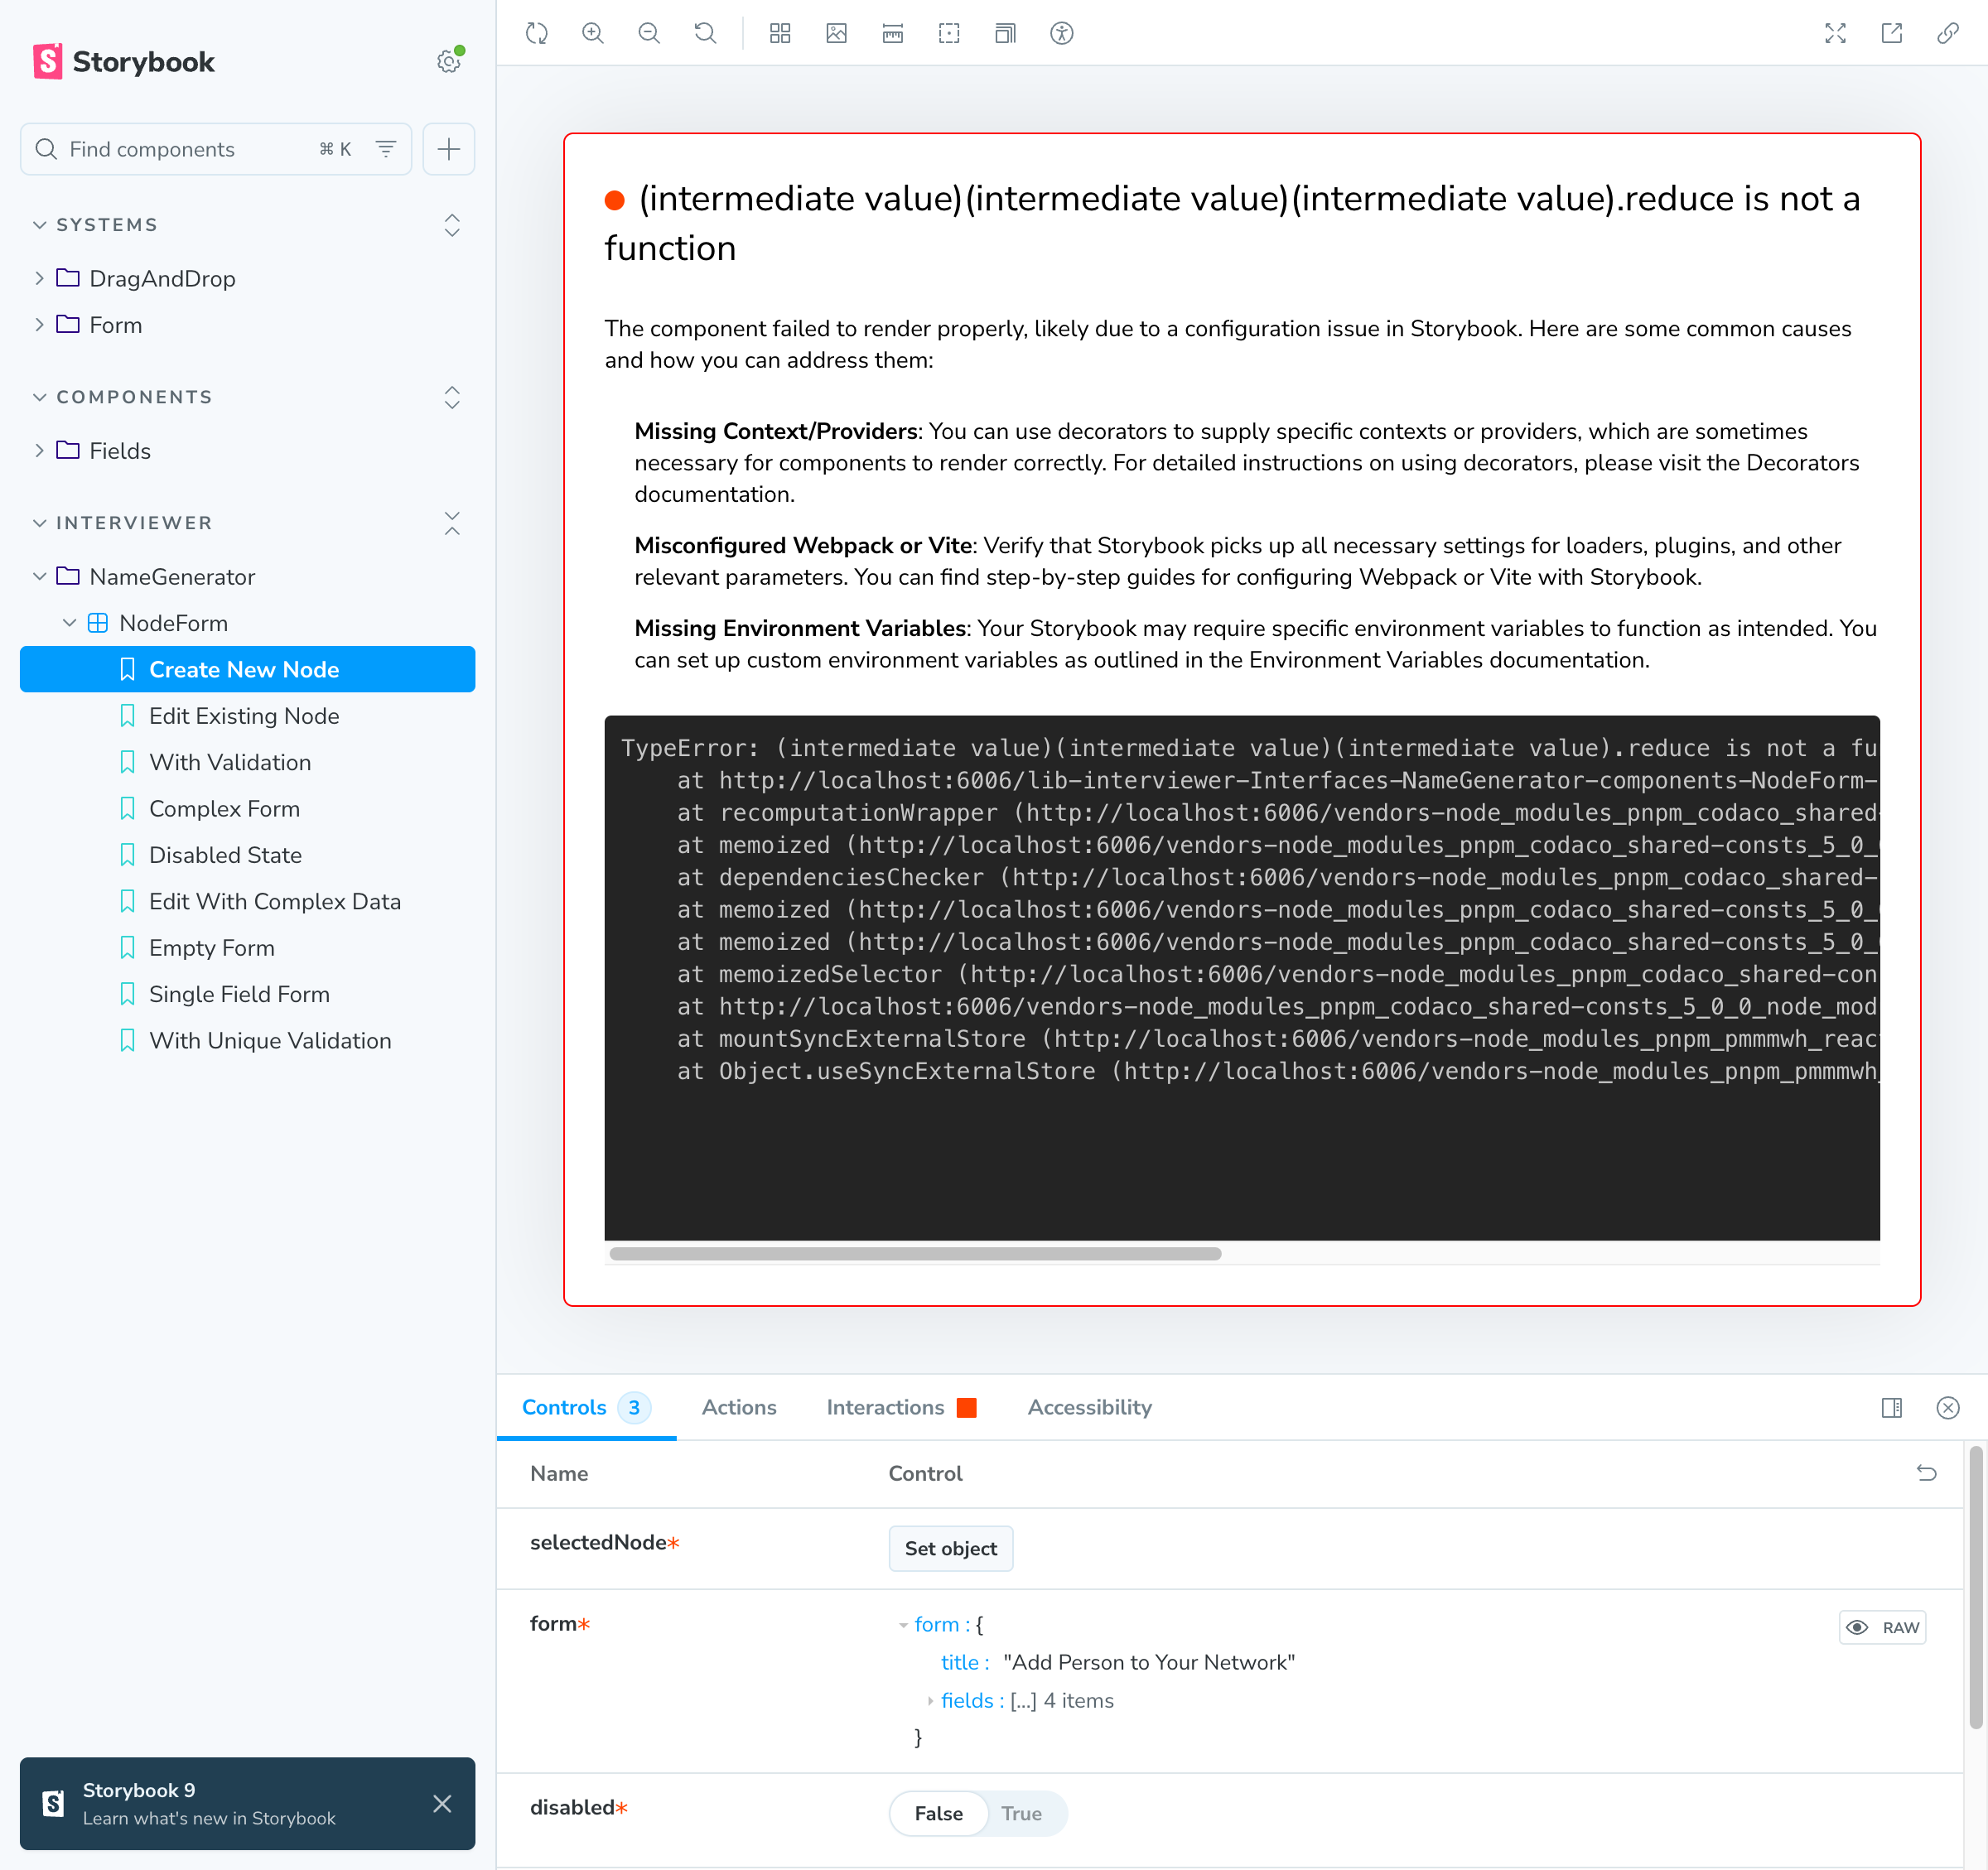 Storybook
Find components
⌘ K
SYSTEMS
DragAndDrop
Form
COMPONENTS
Fields
INTERVIEWER
NameGenerator
NodeForm
Create New Node
Edit Existing Node
With Validation
Complex Form
Disabled State
Edit With Complex Data
Empty Form
Single Field Form
With Unique Validation
Storybook 9
Learn what's new in Storybook
(intermediate value)(intermediate value)(intermediate value).reduce is not a
function
The component failed to render properly, likely due to a configuration issue in Storybook. Here are some common causes
and how you can address them:
Missing Context/Providers: You can use decorators to supply specific contexts or providers, which are sometimes
necessary for components to render correctly. For detailed instructions on using decorators, please visit the Decorators
documentation.
Misconfigured Webpack or Vite: Verify that Storybook picks up all necessary settings for loaders, plugins, and other
relevant parameters. You can find step-by-step guides for configuring Webpack or Vite with Storybook.
Missing Environment Variables: Your Storybook may require specific environment variables to function as intended. You
can set up custom environment variables as outlined in the Environment Variables documentation.
TypeError: (intermediate value)(intermediate value)(intermediate value).reduce is not a fu
at http://localhost:6006/lib-interviewer-Interfaces-NameGenerator-components-NodeForm-
at recomputationWrapper (http://localhost:6006/vendors-node_modules_pnpm_codaco_shared-
at memoized (http://localhost:6006/vendors-node_modules_pnpm_codaco_shared-consts_5_0_
at dependenciesChecker (http://localhost:6006/vendors-node_modules_pnpm_codaco_shared-
at memoized (http://localhost:6006/vendors-node_modules_pnpm_codaco_shared-consts_5_0_
at memoized (http://localhost:6006/vendors-node_modules_pnpm_codaco_shared-consts_5_0_
at memoizedSelector (http://localhost:6006/vendors-node_modules_pnpm_codaco_shared-con
at http://localhost:6006/vendors-node_modules_pnpm_codaco_shared-consts_5_0_0_node_mod
at mountSyncExternalStore (http://localhost:6006/vendors-node_modules_pnpm_pmmmwh_reac
at Object.useSyncExternalStore (http://localhost:6006/vendors-node_modules_pnpm_pmmmwh_
Controls 3 Actions Interactions Accessibility
Name Control
selectedNode* Set object
form* form : { RAW
title : "Add Person to Your Network"
fields : [...] 4 items
}
disabled* False True